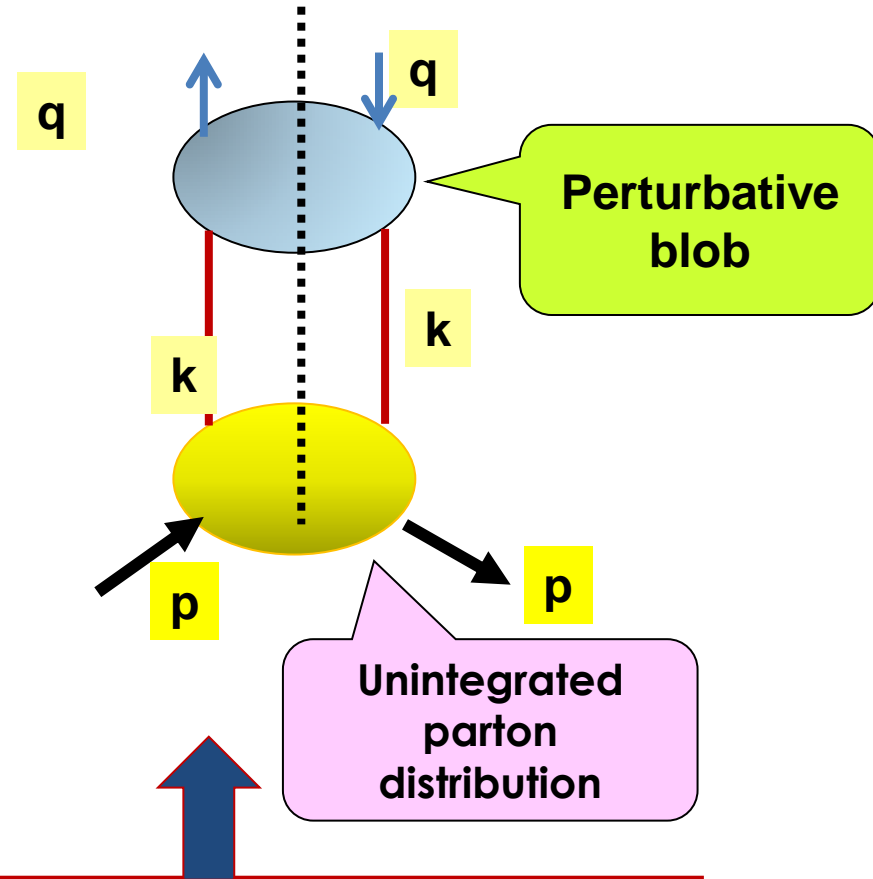 q
q
Perturbative
blob
k
k
p
p
Unintegrated
parton
distribution